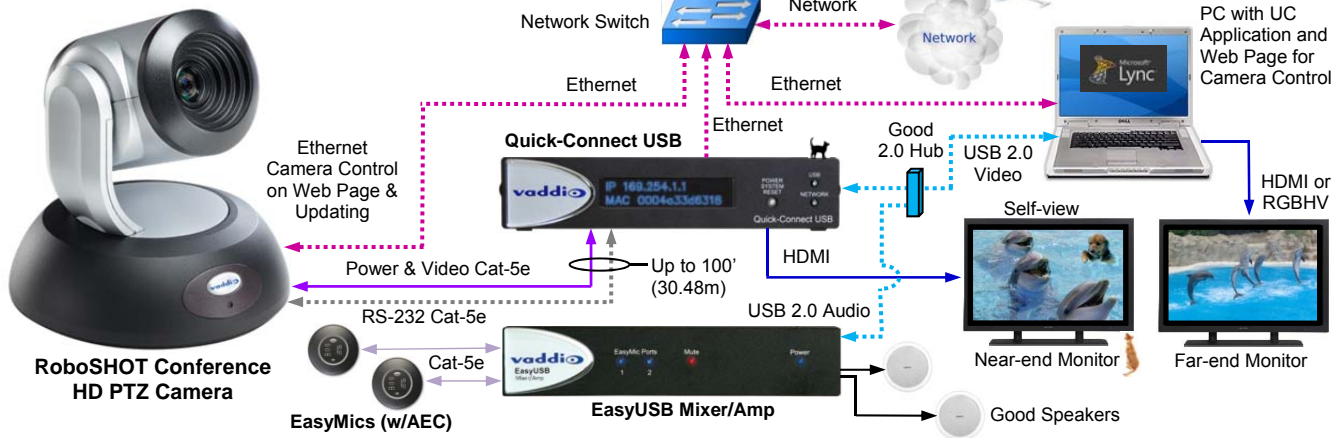 Network Switch
Network
Network
PC with UC
Application and
Web Page for
Camera Control
Microsoft
Lync
DELL
Ethernet
Ethernet
Ethernet
Quick-Connect USB
Good
2.0 Hub
USB 2.0
Video
HDMI or
RGBHV
Ethernet
Camera Control
on Web Page &
Updating
vaddio
IP 169.254.1.1
MAC 0004a33d6316
POWER
SYSTEM
RESET
USB
NETWORK
Quick-Connect USB
Self-view
Power & Video Cat-5e
Up to 100’
(30.48m)
HDMI
RS-232 Cat-5e
USB 2.0 Audio
vaddio
EasyUSB
Mixer/Amp
EasyMic Ports
1 2
Mute
Power
Cat-5e
RoboSHOT Conference
HD PTZ Camera
EasyMics (w/AEC)
EasyUSB Mixer/Amp
Good Speakers
Near-end Monitor
Far-end Monitor
vaddio